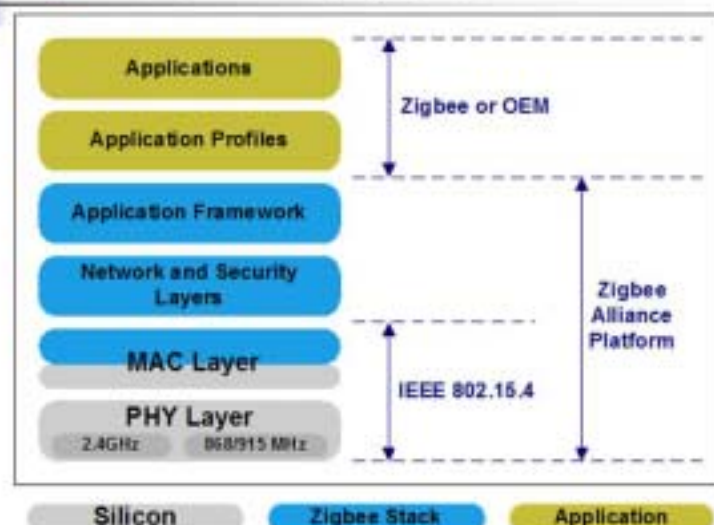 Applications
Zigbee or OEM
Application Profiles
Application Framework
Network and Security
Layers
Zigbee
Alliance
Platform
MAC Layer
IEEE 802.15.4
PHY Layer
2.4GHz
868/915 MHz
Silicon
Zigbee Stack
Application